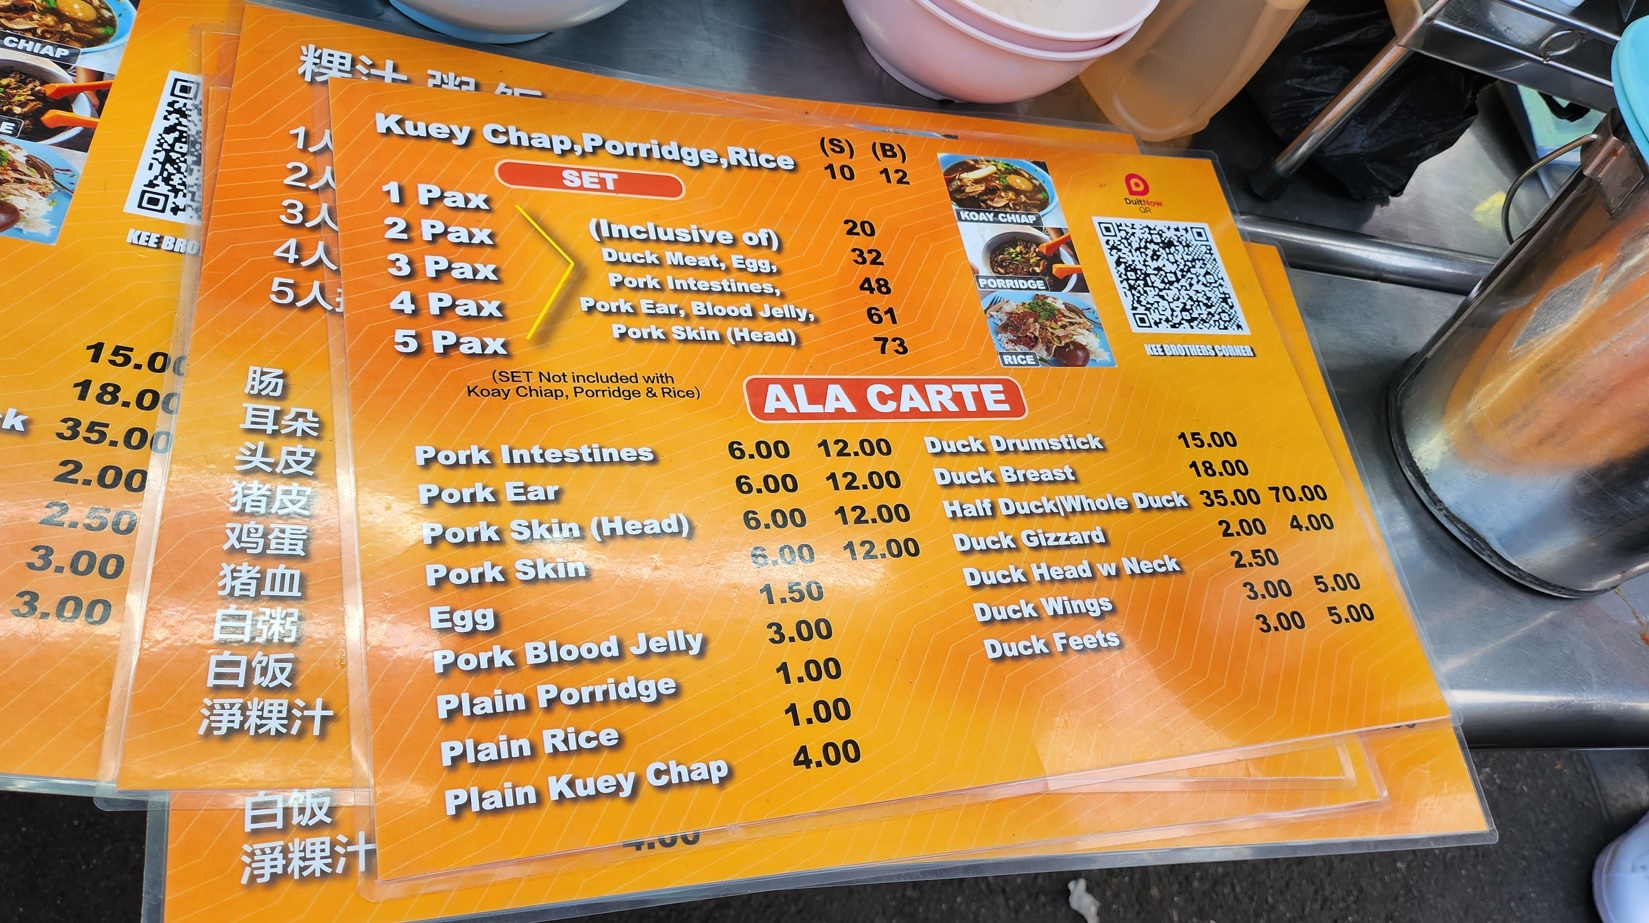 CHIAP
KEE BRO
15.00
18.00
35.00
2.00
2.50
3.00
3.00
粿汁 粥 饭
1人
2人
3人
4人
5人
肠
耳朵
头皮
猪皮
鸡蛋
猪血
白粥
白饭
淨粿汁
白饭
淨粿汁
4.00
Kuey Chap,Porridge,Rice (S) (B)
10 12
SET
1 Pax
2 Pax
3 Pax
4 Pax
5 Pax
(Inclusive of)
Duck Meat, Egg,
Pork Intestines,
Pork Ear, Blood Jelly,
Pork Skin (Head)
20
32
48
61
73
(SET Not included with
Koay Chiap, Porridge & Rice)
KOAY CHIAP
PORRIDGE
RICE
DuitNow
QR
KEE BROTHERS CORNER
ALA CARTE
Pork Intestines 6.00 12.00
Pork Ear 6.00 12.00
Pork Skin (Head) 6.00 12.00
Pork Skin 6.00 12.00
Egg 1.50
Pork Blood Jelly 3.00
Plain Porridge 1.00
Plain Rice 1.00
Plain Kuey Chap 4.00
Duck Drumstick 15.00
Duck Breast 18.00
Half Duck|Whole Duck 35.00 70.00
Duck Gizzard 2.00 4.00
Duck Head w Neck 2.50
Duck Wings 3.00 5.00
Duck Feets 3.00 5.00